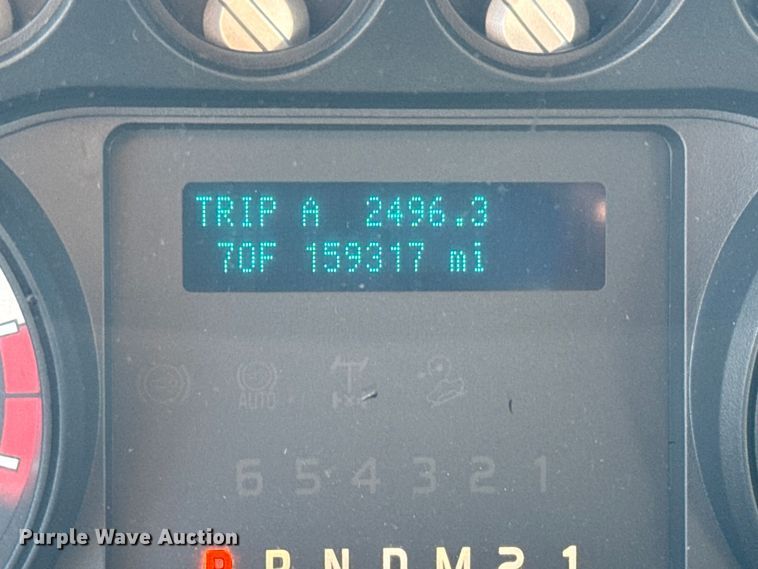 TRIP A 2496.3
70F 159317 mi
AUTO
6 5 4 3 2 1
P R N D M 2 1
Purple Wave Auction